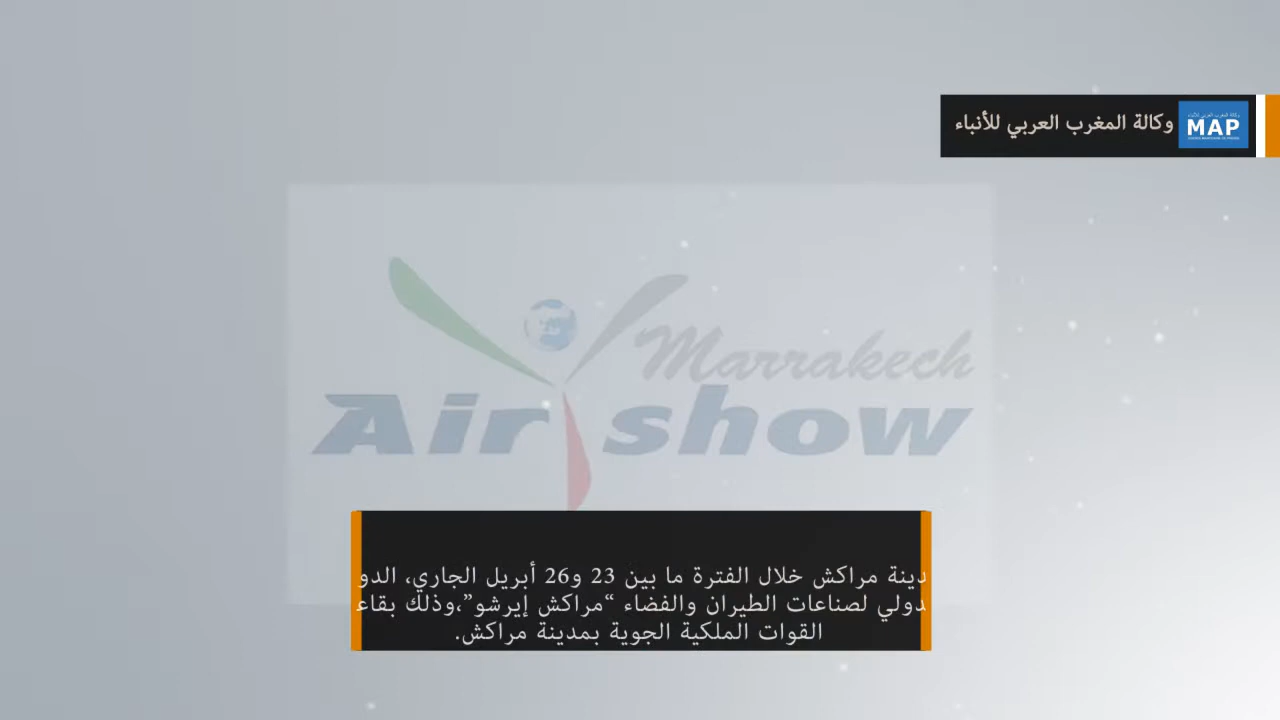 وكالة المغرب العربي للأنباء
MAP
Marrakech
Air show
دينة مراكش خلال الفترة ما بين 23 و26 أبريل الجاري، الدو
دولي لصناعات الطيران والفضاء “مراكش إيرشو”،وذلك بقاء
القوات الملكية الجوية بمدينة مراكش.